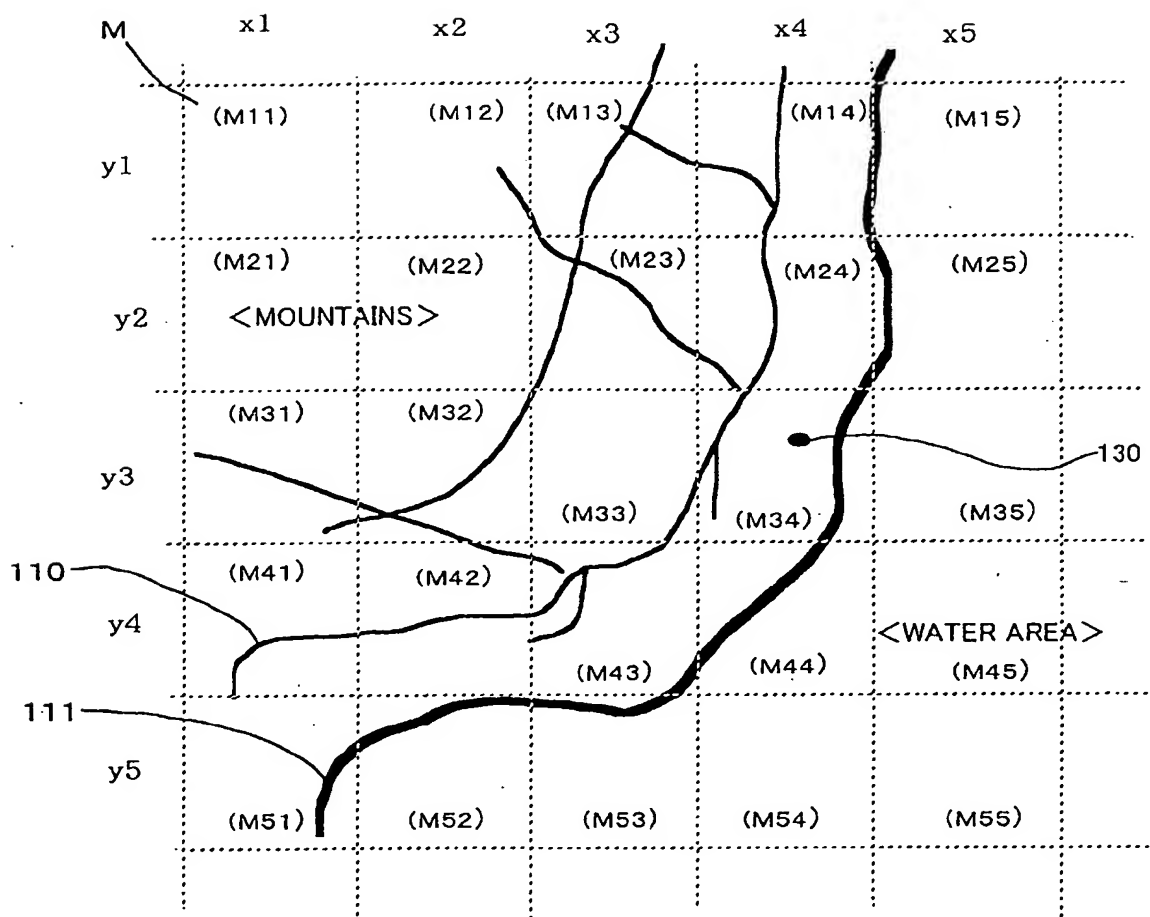 M x1 x2 x3 x4 x5
(M11) (M12) (M13) (M14) (M15)
y1
(M21) (M22) (M23) (M24) (M25)
y2 <MOUNTAINS>
(M31) (M32)
130
y3
(M33) (M34) (M35)
110 (M41) (M42)
y4 <WATER AREA>
(M43) (M44) (M45)
111
y5
(M51) (M52) (M53) (M54) (M55)